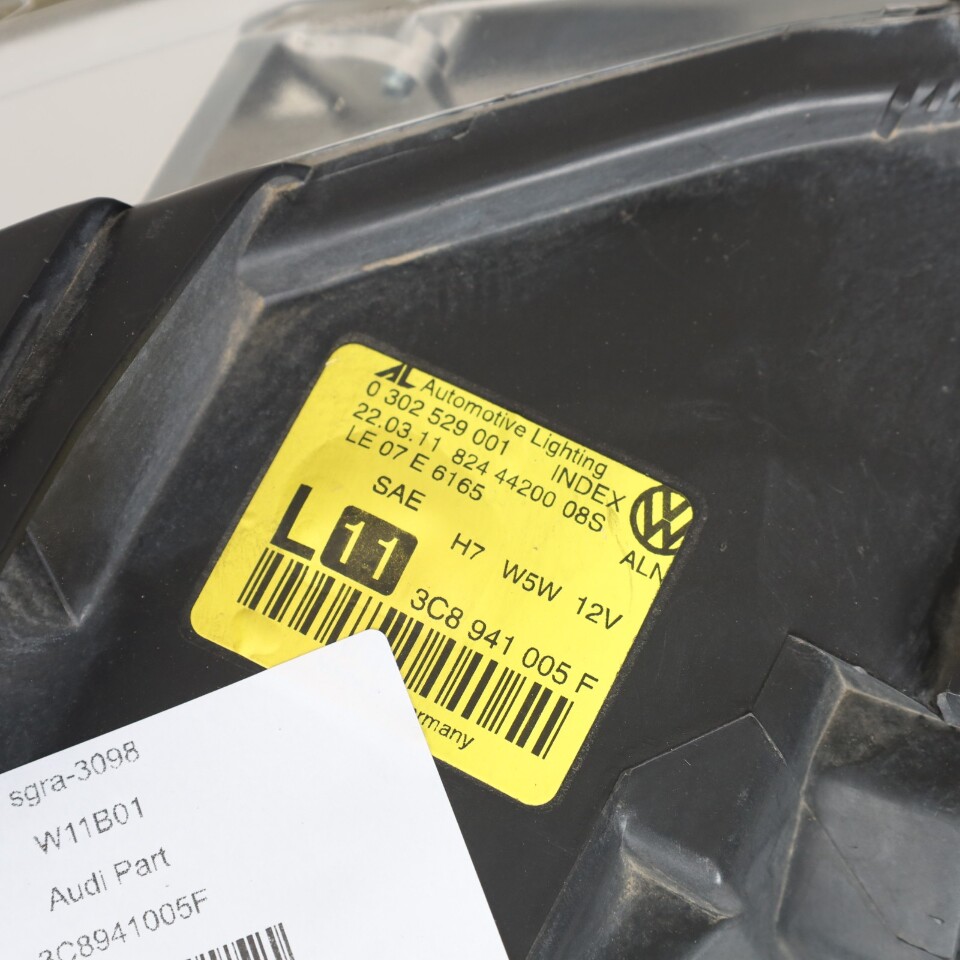 AL Automotive Lighting
0 302 529 001 INDEX
22.03.11 824 44200 08S
LE 07 E 6165
SAE
ALN
L 11
H7 W5W 12V
3C8 941 005 F
sgra-3098
W11B01
Audi Part
3C8941005F